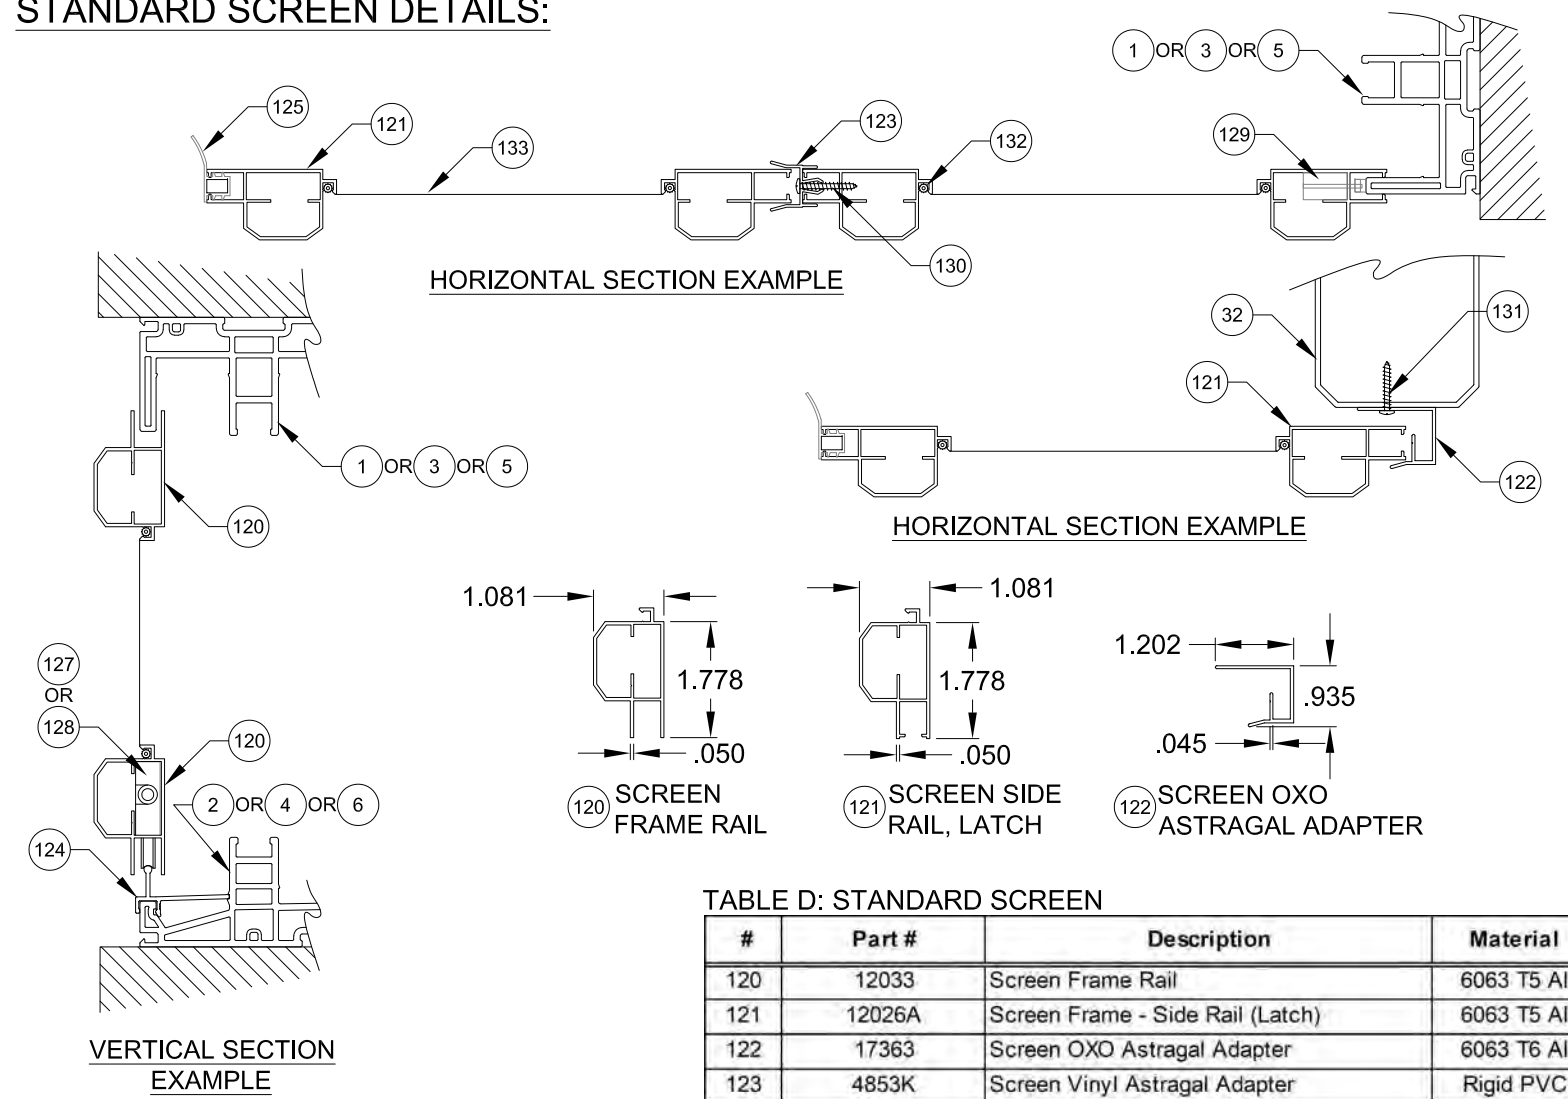 STANDARD SCREEN DETAILS:
1 OR 3 OR 5
125
121
133
123
132
129
130
HORIZONTAL SECTION EXAMPLE
32
131
121
122
HORIZONTAL SECTION EXAMPLE
1 OR 3 OR 5
120
127
OR
128
120
2 OR 4 OR 6
124
VERTICAL SECTION
EXAMPLE
1.081
1.778
.050
120 SCREEN
FRAME RAIL
1.081
1.778
.050
121 SCREEN SIDE
RAIL, LATCH
1.202
.935
.045
122 SCREEN OXO
ASTRAGAL ADAPTER
TABLE D: STANDARD SCREEN
# Part # Description Material
120 12033 Screen Frame Rail 6063 T5 Al
121 12026A Screen Frame - Side Rail (Latch) 6063 T5 Al
122 17363 Screen OXO Astragal Adapter 6063 T6 Al
123 4853K Screen Vinyl Astragal Adapter Rigid PVC